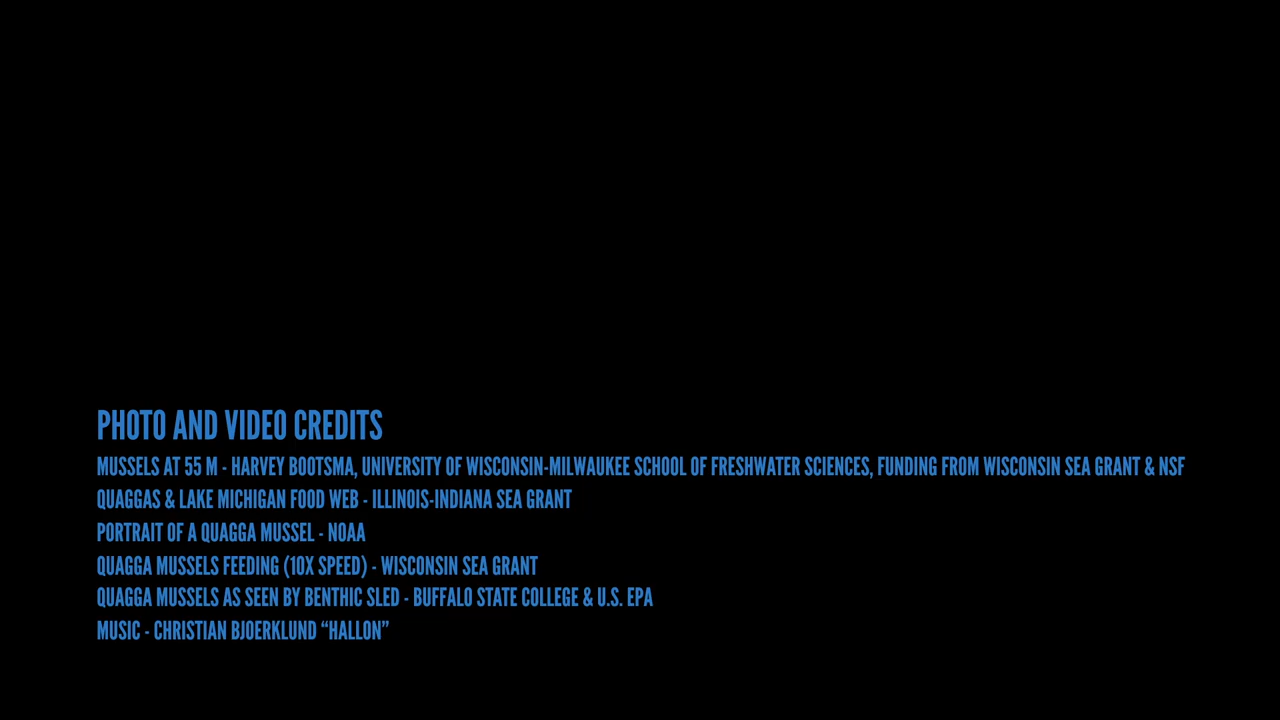 PHOTO AND VIDEO CREDITS
MUSSELS AT 55 M - HARVEY BOOTSMA, UNIVERSITY OF WISCONSIN-MILWAUKEE SCHOOL OF FRESHWATER SCIENCES, FUNDING FROM WISCONSIN SEA GRANT & NSF
QUAGGAS & LAKE MICHIGAN FOOD WEB - ILLINOIS-INDIANA SEA GRANT
PORTRAIT OF A QUAGGA MUSSEL - NOAA
QUAGGA MUSSELS FEEDING (10X SPEED) - WISCONSIN SEA GRANT
QUAGGA MUSSELS AS SEEN BY BENTHIC SLED - BUFFALO STATE COLLEGE & U.S. EPA
MUSIC - CHRISTIAN BJOERKLUND “HALLON”